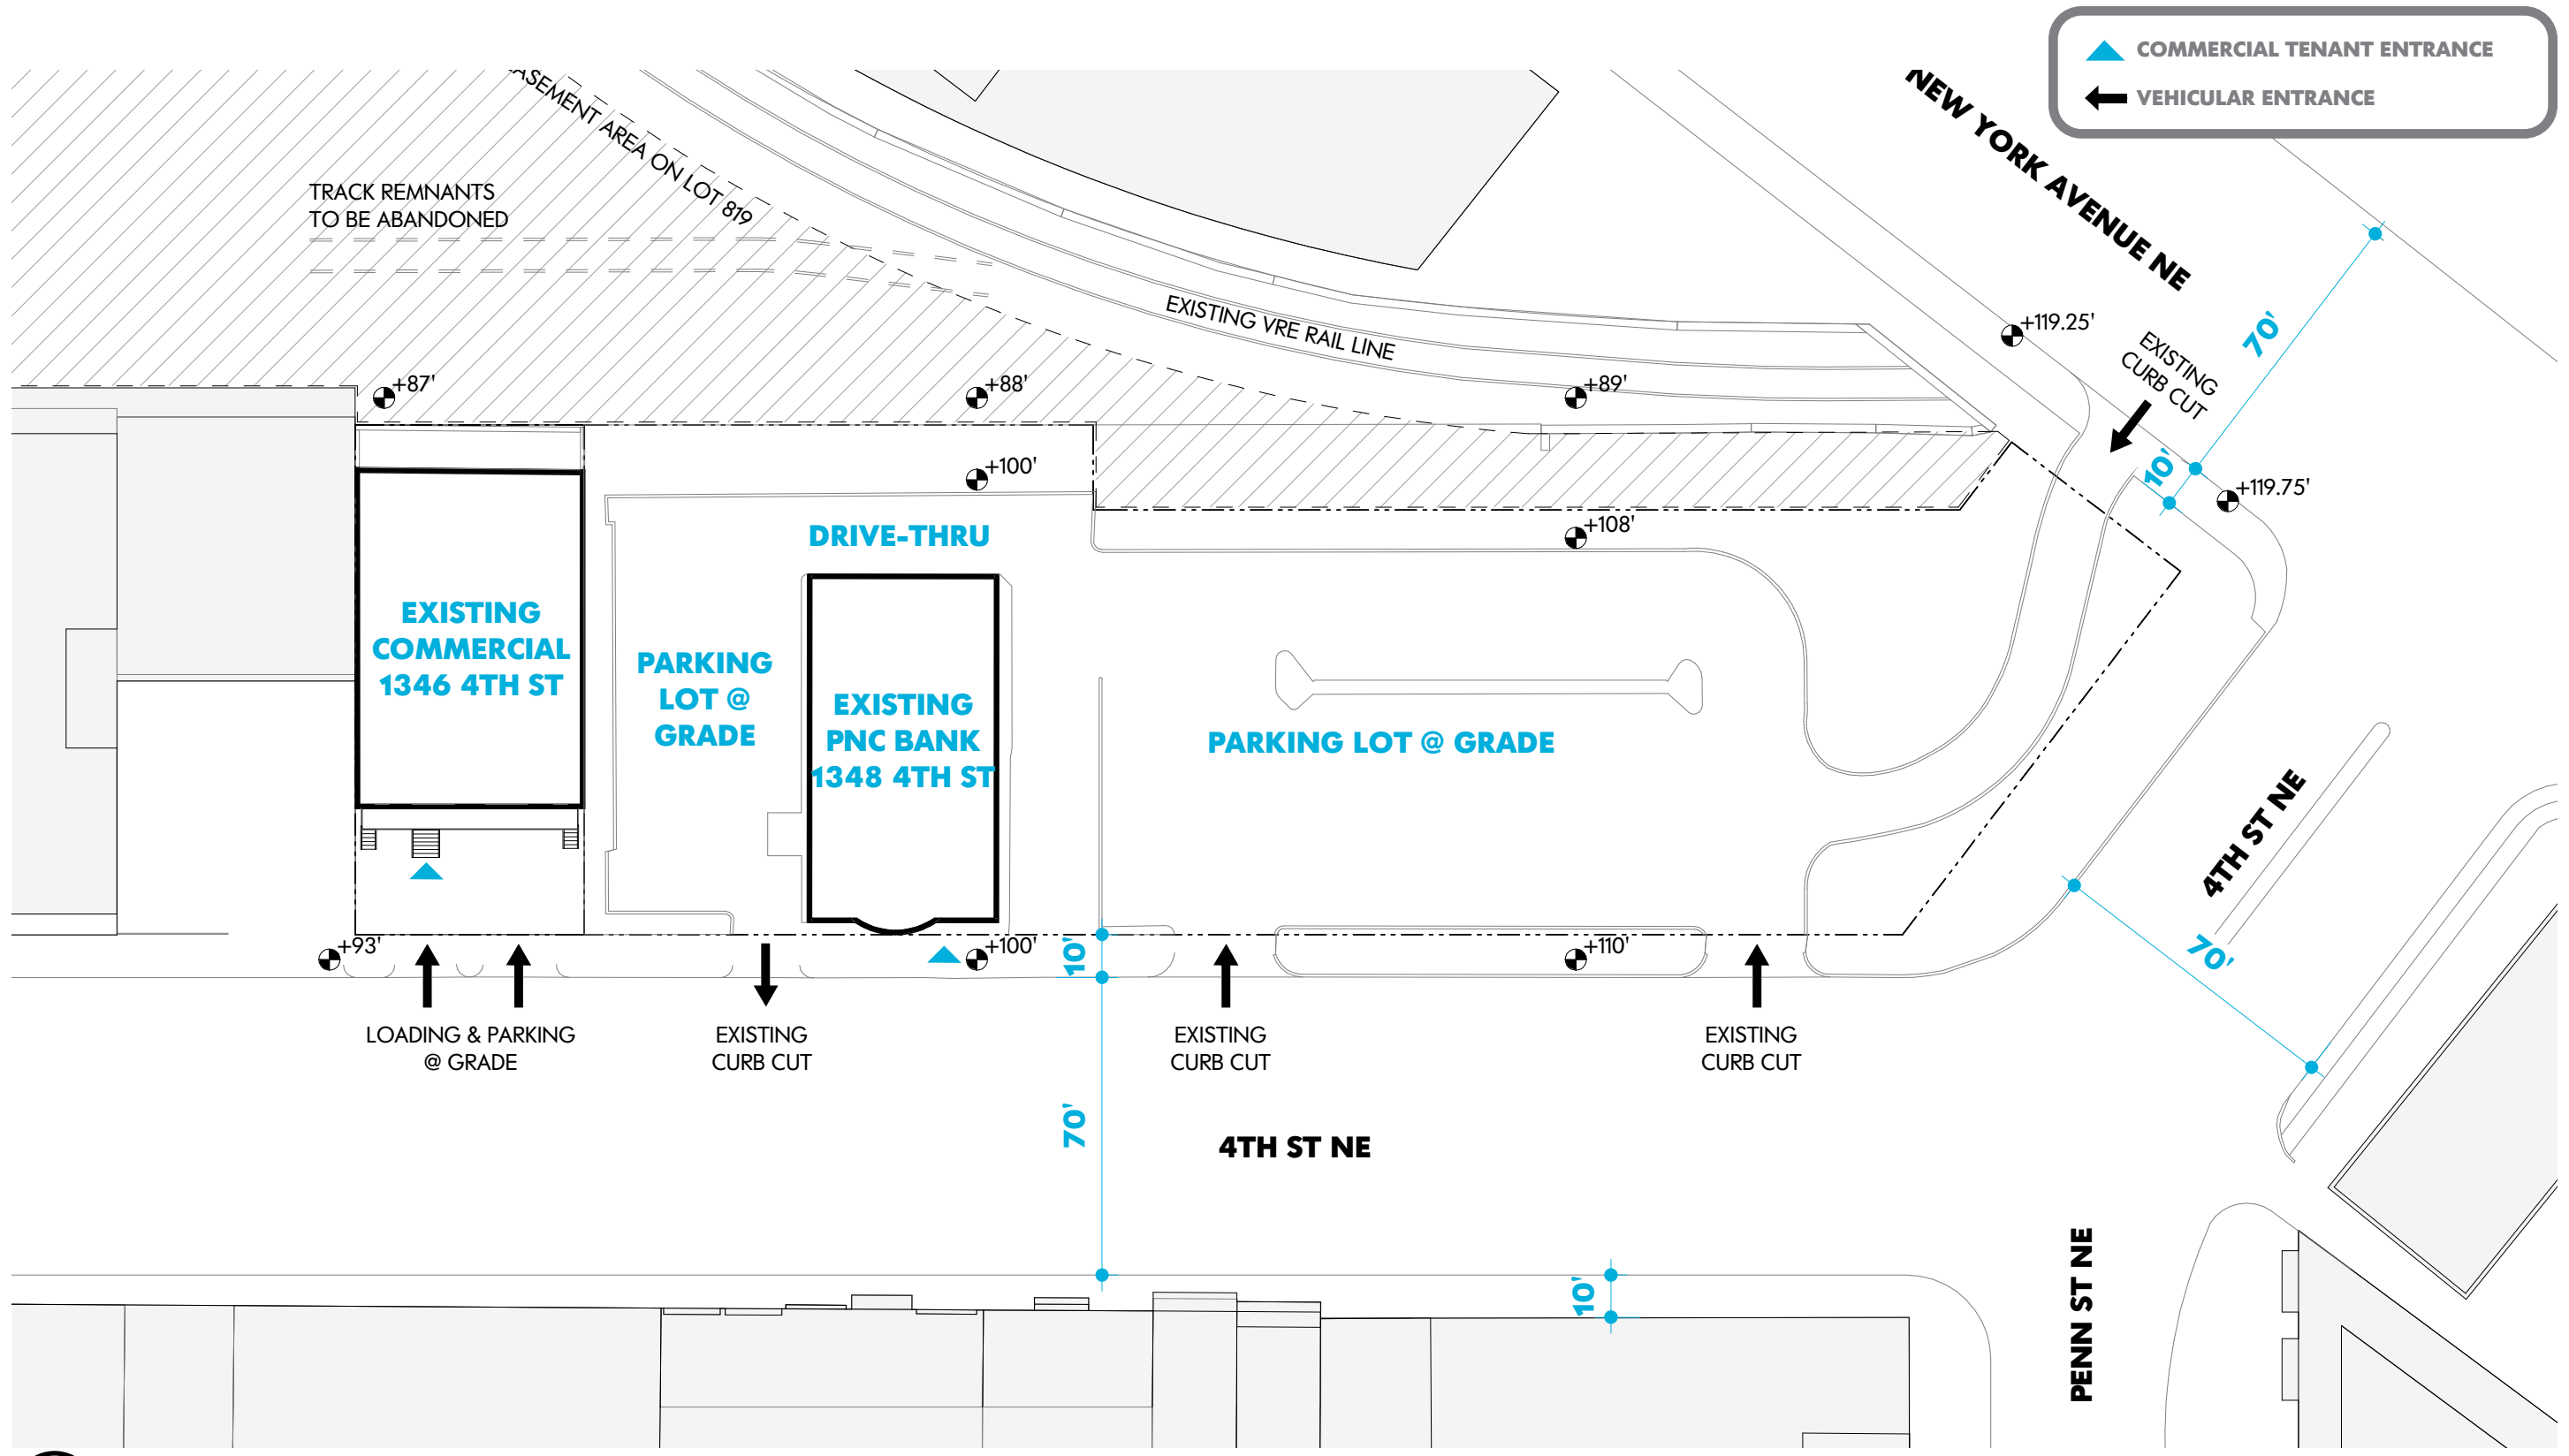 COMMERCIAL TENANT ENTRANCE
VEHICULAR ENTRANCE
NEW YORK AVENUE NE
EASEMENT AREA ON LOT 819
TRACK REMNANTS
TO BE ABANDONED
EXISTING VRE RAIL LINE
+119.25'
EXISTING
CURB CUT
70'
10'
+119.75'
+87'
+88'
+89'
+100'
+108'
DRIVE-THRU
EXISTING
COMMERCIAL
1346 4TH ST
PARKING
LOT @
GRADE
EXISTING
PNC BANK
1348 4TH ST
PARKING LOT @ GRADE
4TH ST NE
70'
+93'
+100'
10'
+110'
LOADING & PARKING
@ GRADE
EXISTING
CURB CUT
EXISTING
CURB CUT
EXISTING
CURB CUT
70'
4TH ST NE
10'
PENN ST NE